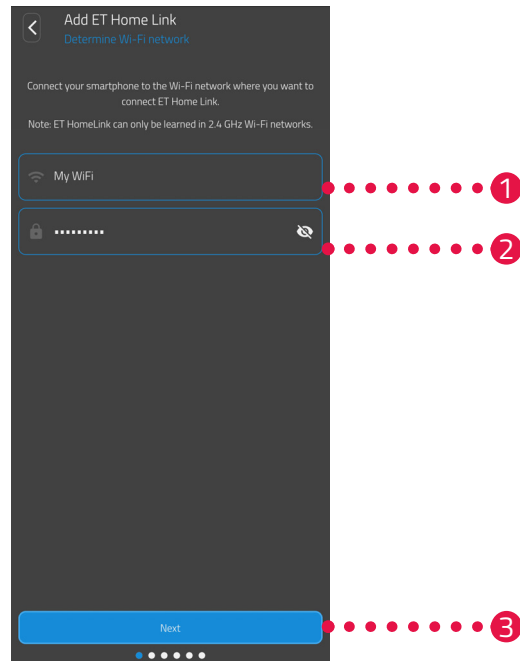 Add ET Home Link
Determine Wi-Fi network
Connect your smartphone to the Wi-Fi network where you want to
connect ET Home Link.
Note: ET HomeLink can only be learned in 2.4 GHz Wi-Fi networks.
My WiFi
1
•••••••••
2
Next
3